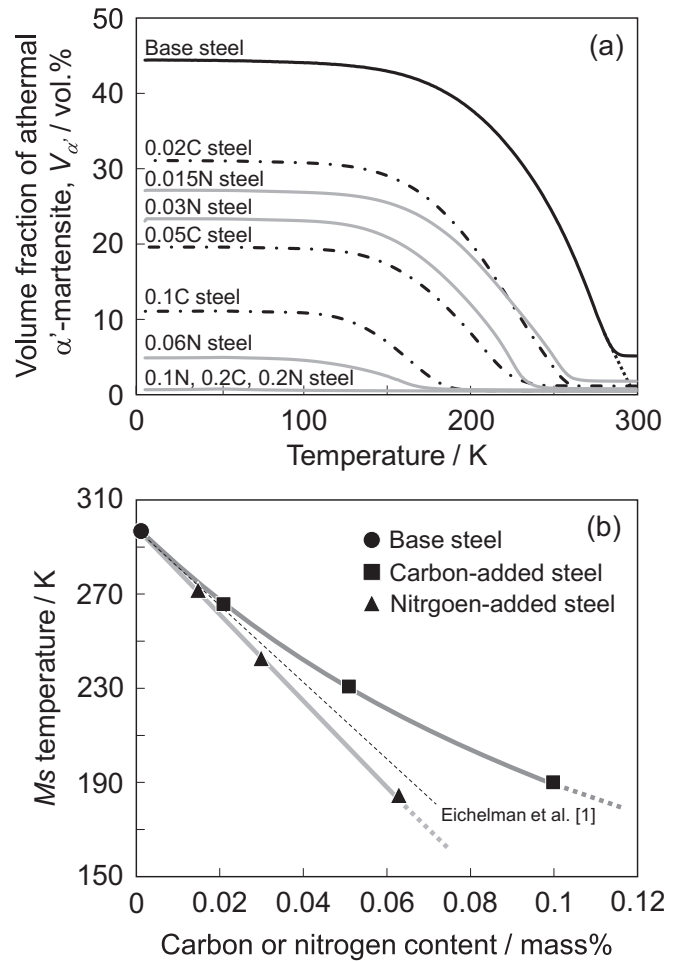 50
40
30
20
10
0
Volume fraction of athermal
α'-martensite, Vα' / vol.%
(a)
Base steel
0.02C steel
0.015N steel
0.03N steel
0.05C steel
0.1C steel
0.06N steel
0.1N, 0.2C, 0.2N steel
0 100 200 300
Temperature / K
310
270
230
190
150
Ms temperature / K
(b)
Base steel
Carbon-added steel
Nitrgoen-added steel
Eichelman et al. [1]
0 0.02 0.04 0.06 0.08 0.1 0.12
Carbon or nitrogen content / mass%